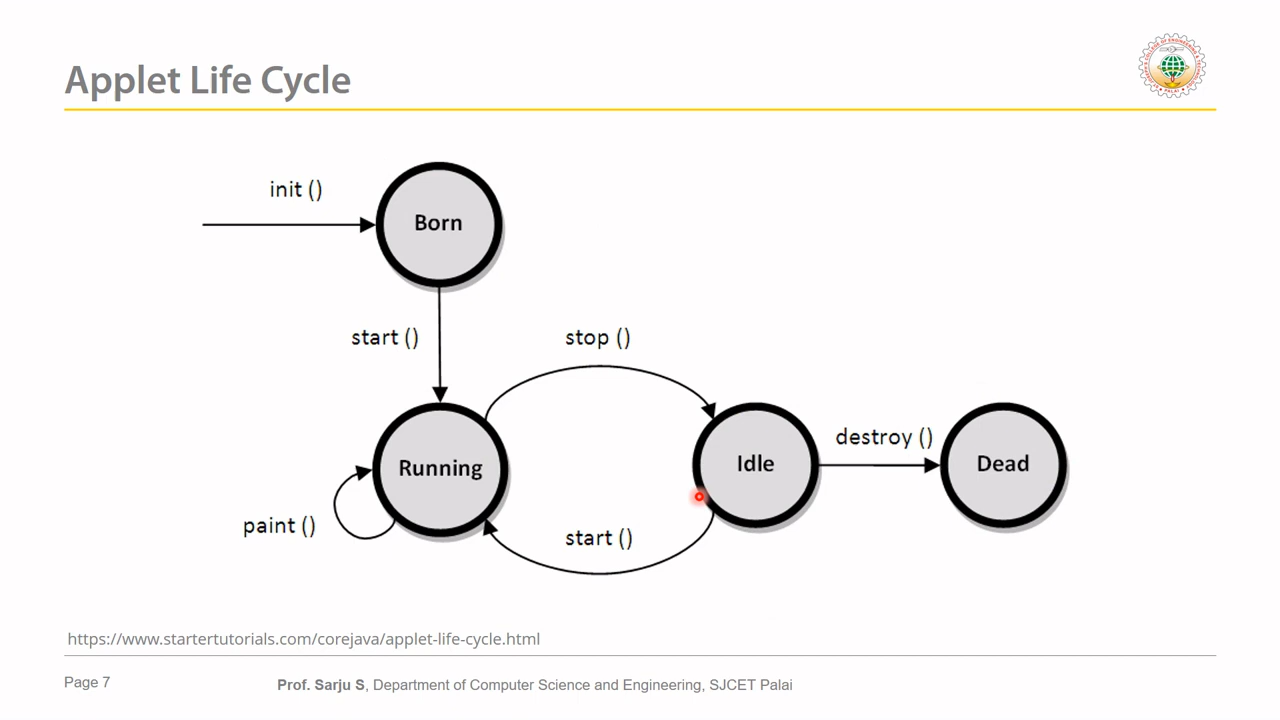 Applet Life Cycle
init ()
Born
start ()
stop ()
destroy ()
Running
Idle
Dead
paint ()
start ()
https://www.startertutorials.com/corejava/applet-life-cycle.html
Page 7
Prof. Sarju S, Department of Computer Science and Engineering, SJCET Palai